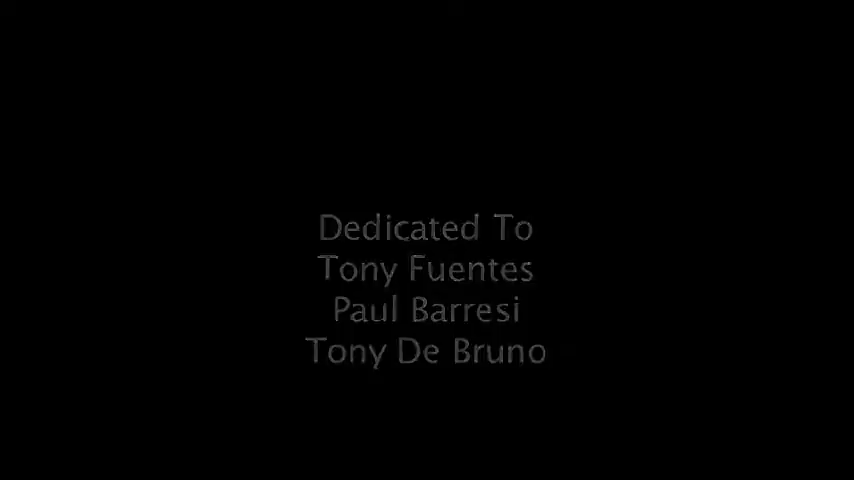 Dedicated To
Tony Fuentes
Paul Barresi
Tony De Bruno